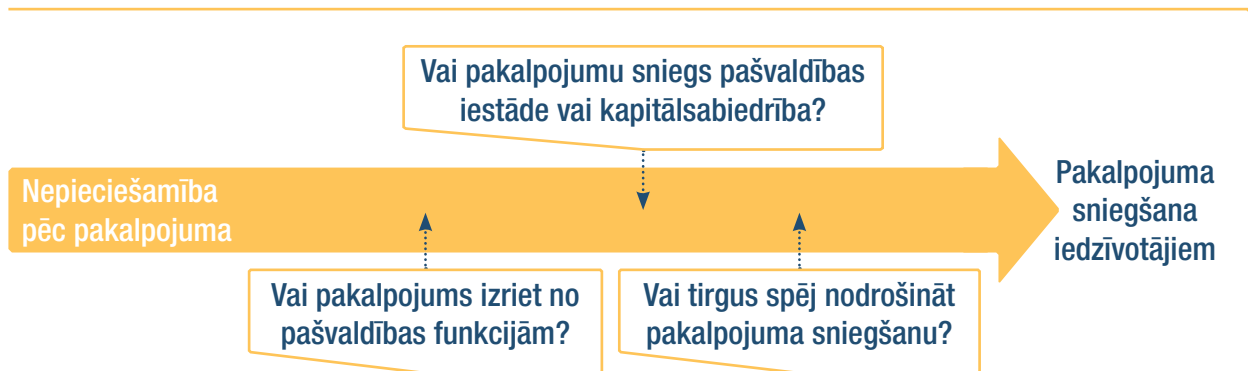 Vai pakalpojumu sniegs pašvaldības
iestāde vai kapitālsabiedrība?
Nepieciešamība
pēc pakalpojuma
Pakalpojuma
sniegšana
iedzīvotājiem
Vai pakalpojums izriet no
pašvaldības funkcijām?
Vai tirgus spēj nodrošināt
pakalpojuma sniegšanu?